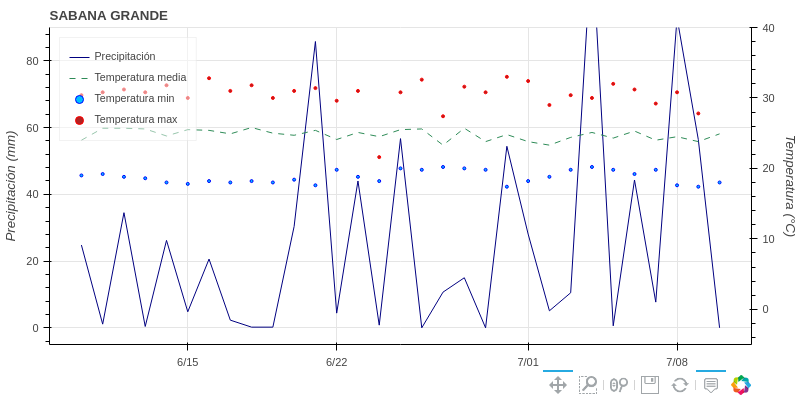 SABANA GRANDE
Precipitación
Temperatura media
Temperatura min
Temperatura max
Precipitación (mm)
80
60
40
20
0
Temperatura (°C)
40
30
20
10
0
6/15
6/22
7/01
7/08